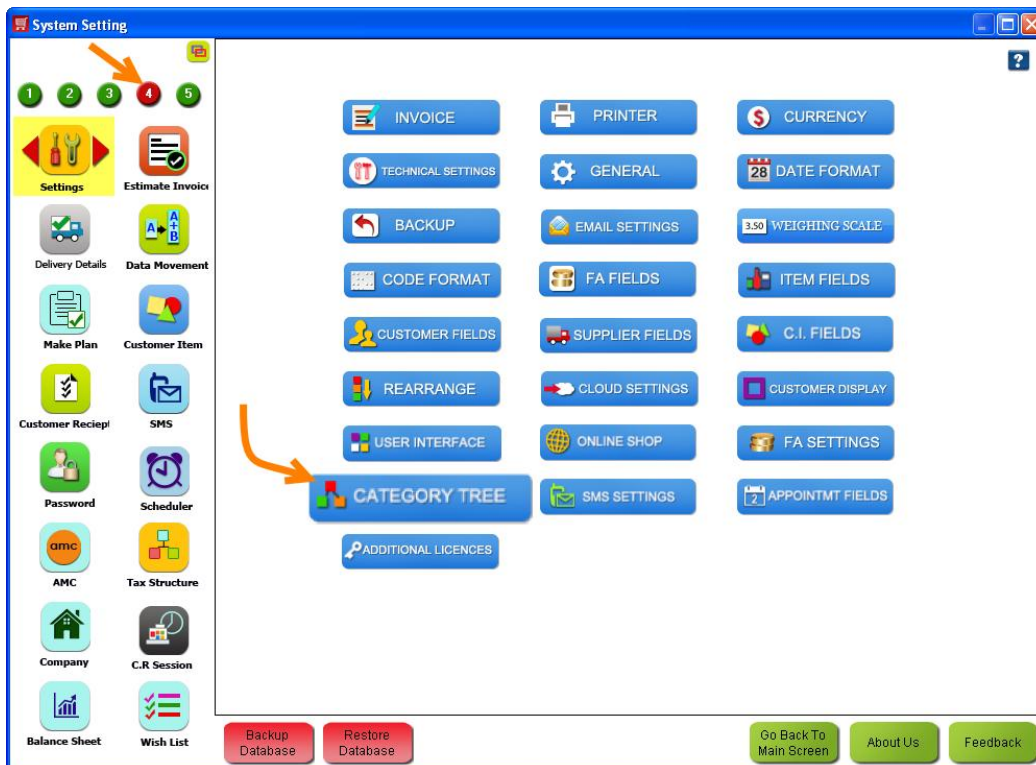 System Setting
1 2 3 4 5
?
Settings
Estimate Invoice
Delivery Details
Data Movement
A A+B
Make Plan
Customer Item
Customer Reciept
SMS
Password
Scheduler
amc
AMC
Tax Structure
Company
C.R Session
Balance Sheet
Wish List
INVOICE
PRINTER
$ CURRENCY
TECHNICAL SETTINGS
GENERAL
28 DATE FORMAT
BACKUP
EMAIL SETTINGS
3.50 WEIGHING SCALE
CODE FORMAT
FA FIELDS
ITEM FIELDS
CUSTOMER FIELDS
SUPPLIER FIELDS
C.I. FIELDS
REARRANGE
CLOUD SETTINGS
CUSTOMER DISPLAY
USER INTERFACE
ONLINE SHOP
FA SETTINGS
CATEGORY TREE
SMS SETTINGS
2 APPOINTMT FIELDS
ADDITIONAL LICENCES
Backup
Database
Restore
Database
Go Back To
Main Screen
About Us
Feedback